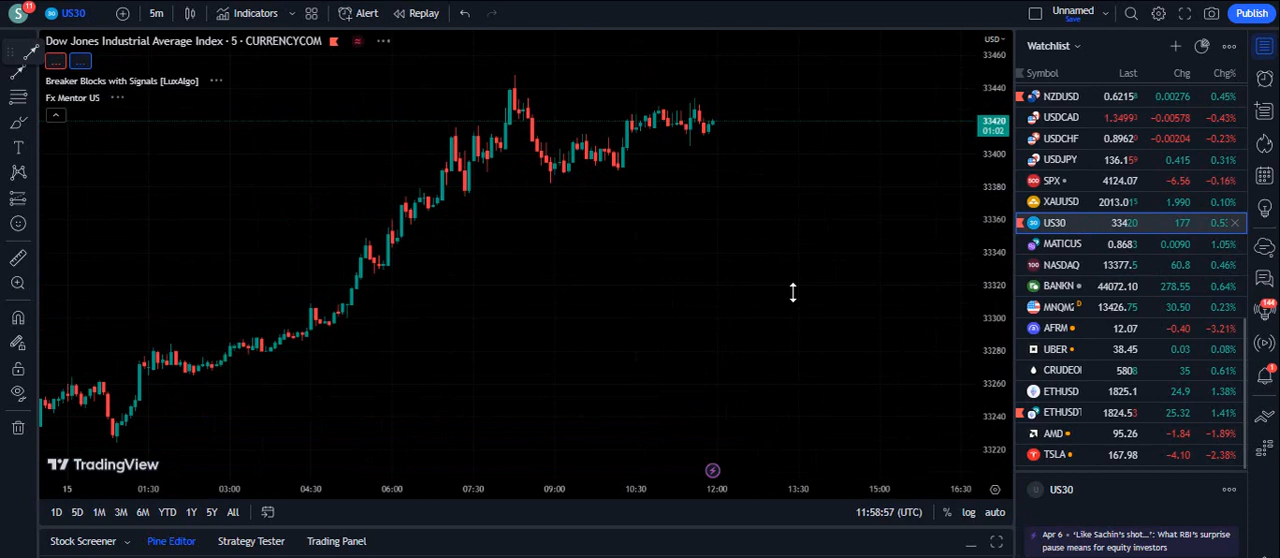 S 11 30 US30 5m Indicators Alert Replay Unnamed Save Publish
Dow Jones Industrial Average Index · 5 · CURRENCYCOM
Breaker Blocks with Signals [LuxAlgo]
Fx Mentor US
USD
33460
33440
33420
01:02
33400
33380
33360
33340
33320
33300
33280
33260
33240
33220
TradingView
15 01:30 03:00 04:30 06:00 07:30 09:00 10:30 12:00 13:30 15:00 16:30
1D 5D 1M 3M 6M YTD 1Y 5Y All 11:58:57 (UTC) % log auto
Stock Screener Pine Editor Strategy Tester Trading Panel
Watchlist
Symbol Last Chg Chg%
NZDUSD 0.62158 0.00276 0.45%
USDCAD 1.34993 −0.00578 −0.43%
USDCHF 0.89620 −0.00204 −0.23%
USDJPY 136.159 0.415 0.31%
500 SPX 4124.07 −6.56 −0.16%
XAUUSD 2013.015 1.990 0.10%
30 US30 33420 177 0.53
MATICUS 0.8683 0.0090 1.05%
100 NASDAQ 13377.5 60.8 0.46%
BANKN 44072.10 278.55 0.64%
MNQM2 D 13426.75 30.50 0.23%
AFRM 12.07 −0.40 −3.21%
UBER 38.45 0.03 0.08%
CRUDEOI 5808 35 0.61%
ETHUSD 1825.1 24.9 1.38%
ETHUSDT 1824.53 25.32 1.41%
AMD 95.26 −1.84 −1.89%
TSLA 167.98 −4.10 −2.38%
144
1
U US30
Apr 6 • 'Like Sachin's shot...': What RBI's surprise
pause means for equity investors